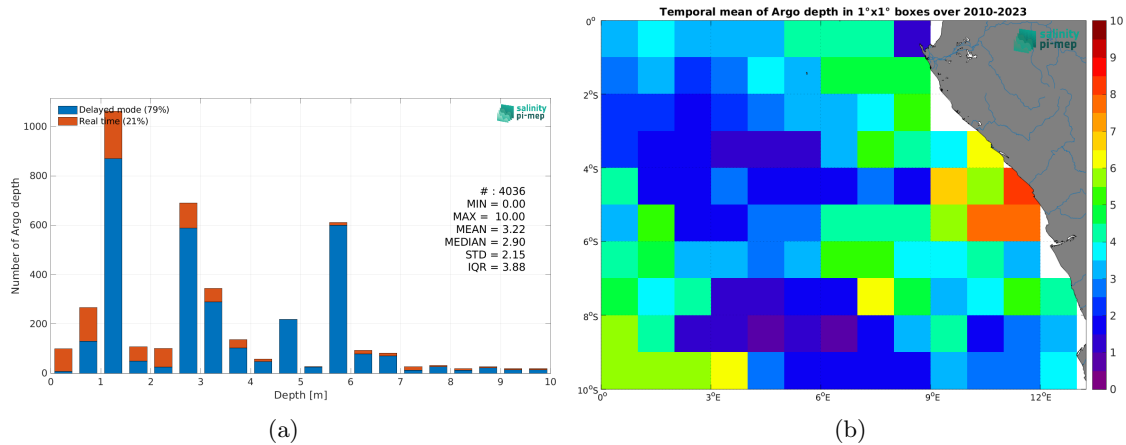 Delayed mode (79%)
Real time (21%)
salinity
pi-mep
1000
800
600
400
200
0
Number of Argo depth
# : 4036
MIN = 0.00
MAX = 10.00
MEAN = 3.22
MEDIAN = 2.90
STD = 2.15
IQR = 3.88
0 1 2 3 4 5 6 7 8 9 10
Depth [m]
(a)
Temporal mean of Argo depth in 1°x1° boxes over 2010-2023
salinity
pi-mep
0°
2°S
4°S
6°S
8°S
10°S
0° 3°E 6°E 9°E 12°E
10
9
8
7
6
5
4
3
2
1
0
(b)